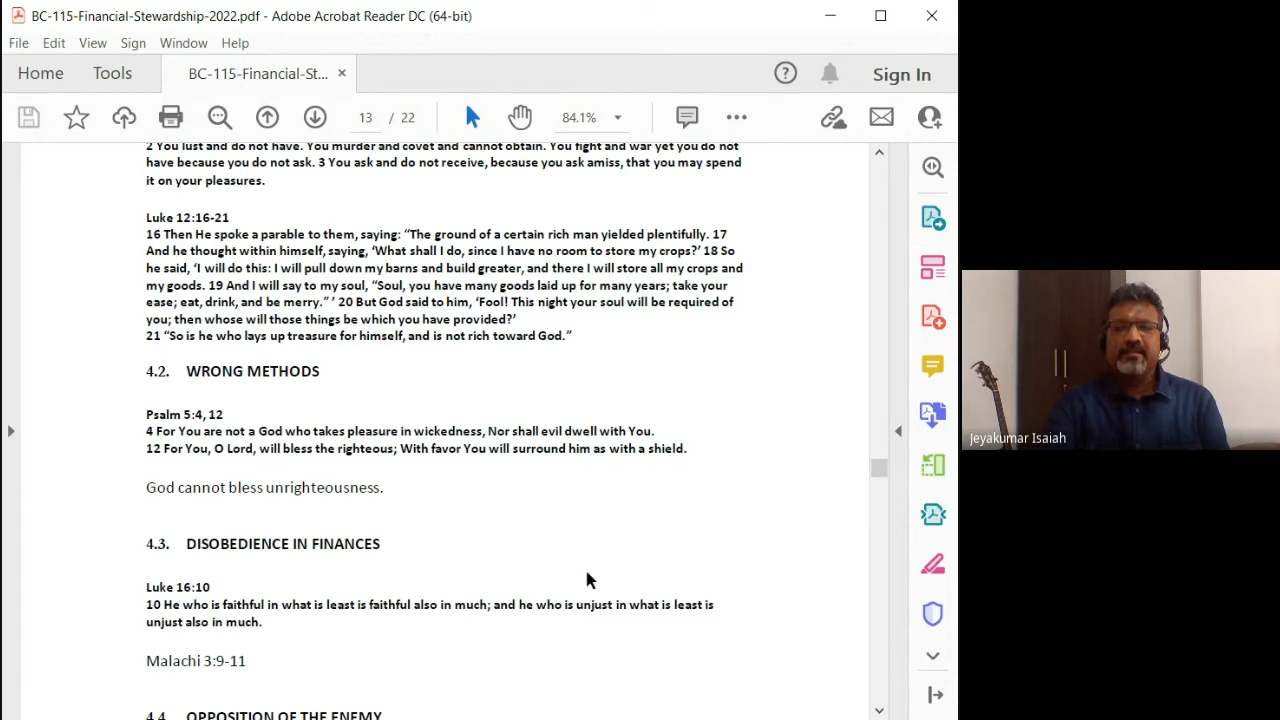 BC-115-Financial-Stewardship-2022.pdf - Adobe Acrobat Reader DC (64-bit)
File Edit View Sign Window Help
Home Tools BC-115-Financial-St... Sign In
13 / 22 84.1%
2 You lust and do not have. You murder and covet and cannot obtain. You fight and war yet you do not
have because you do not ask. 3 You ask and do not receive, because you ask amiss, that you may spend
it on your pleasures.
Luke 12:16-21
16 Then He spoke a parable to them, saying: “The ground of a certain rich man yielded plentifully. 17
And he thought within himself, saying, ‘What shall I do, since I have no room to store my crops?’ 18 So
he said, ‘I will do this: I will pull down my barns and build greater, and there I will store all my crops and
my goods. 19 And I will say to my soul, “Soul, you have many goods laid up for many years; take your
ease; eat, drink, and be merry.” ’ 20 But God said to him, ‘Fool! This night your soul will be required of
you; then whose will those things be which you have provided?’
21 “So is he who lays up treasure for himself, and is not rich toward God.”
4.2. WRONG METHODS
Psalm 5:4, 12
4 For You are not a God who takes pleasure in wickedness, Nor shall evil dwell with You.
12 For You, O Lord, will bless the righteous; With favor You will surround him as with a shield.
God cannot bless unrighteousness.
4.3. DISOBEDIENCE IN FINANCES
Luke 16:10
10 He who is faithful in what is least is faithful also in much; and he who is unjust in what is least is
unjust also in much.
Malachi 3:9-11
4.4 OPPOSITION OF THE ENEMY
Jeyakumar Isaiah